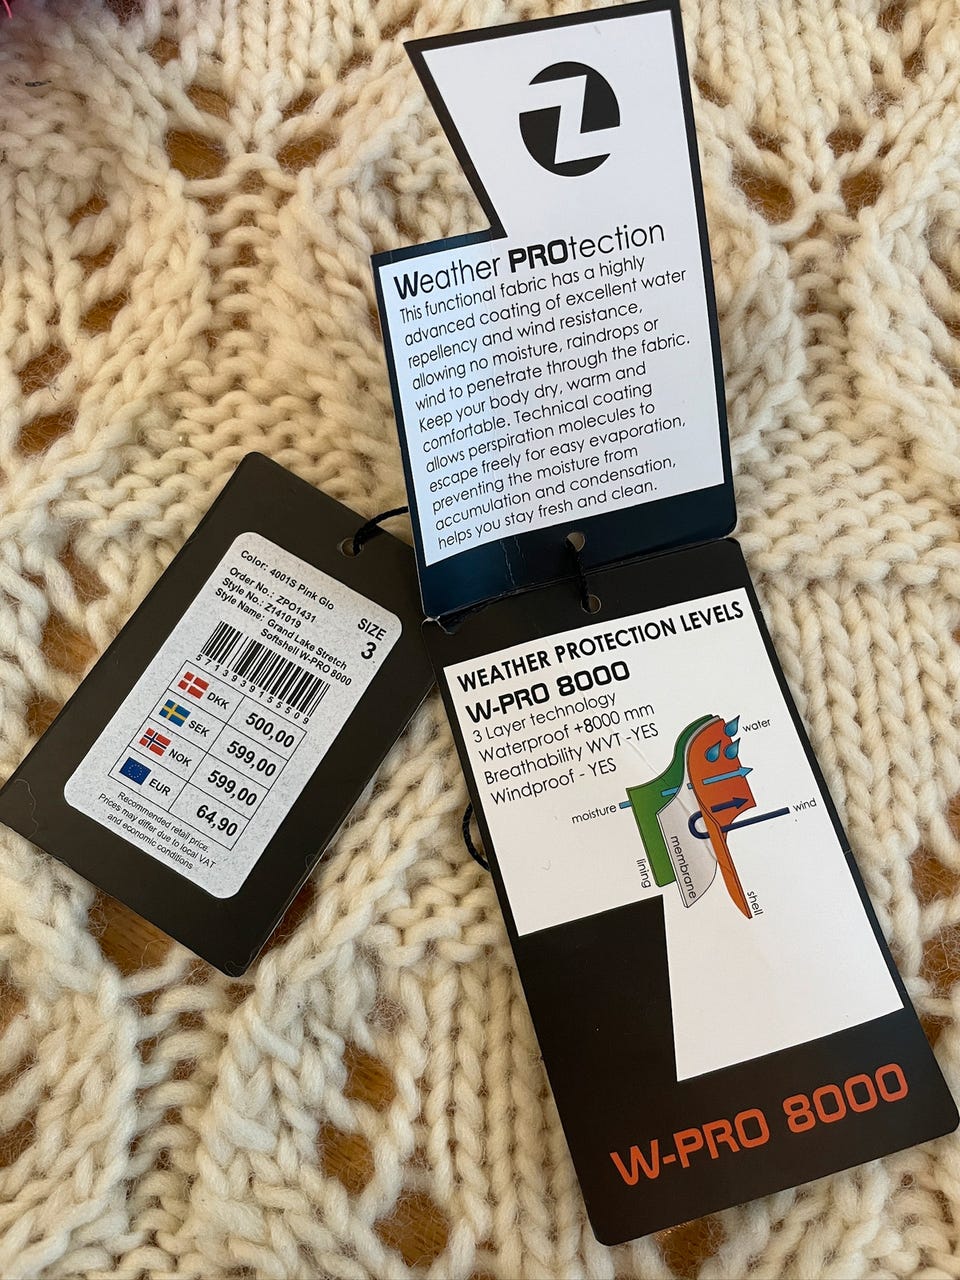 Z
Weather PROtection
This functional fabric has a highly
advanced coating of excellent water
repellency and wind resistance,
allowing no moisture, raindrops or
wind to penetrate through the fabric.
Keep your body dry, warm and
comfortable. Technical coating
allows perspiration molecules to
escape freely for easy evaporation,
preventing the moisture from
accumulation and condensation,
helps you stay fresh and clean.
Color: 4001S Pink Glo
Order No.: ZPO1431
Style No.: Z141019
Style Name: Grand Lake Stretch
Softshell W-PRO 8000
SIZE
3
5713939155509
DKK 500,00
SEK 599,00
NOK 599,00
EUR 64,90
Recommended retail price.
Prices may differ due to local VAT
and economic conditions
WEATHER PROTECTION LEVELS
W-PRO 8000
3 Layer technology
Waterproof +8000 mm
Breathability WVT -YES
Windproof - YES
water
moisture
wind
lining
membrane
shell
W-PRO 8000